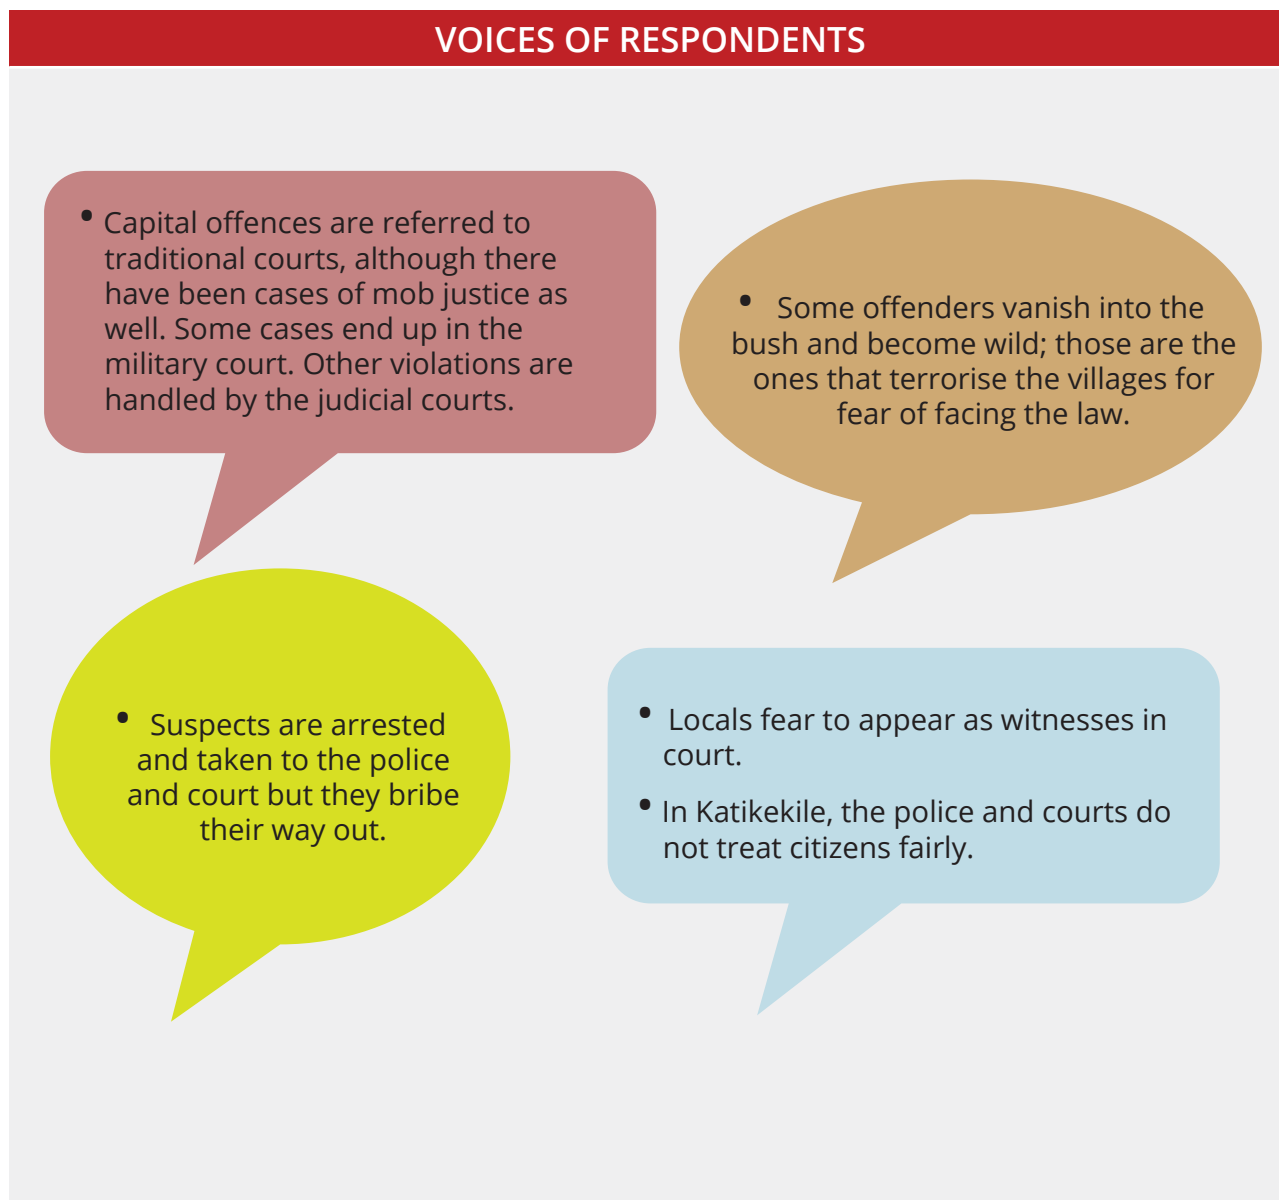 VOICES OF RESPONDENTS
• Capital offences are referred to
traditional courts, although there
have been cases of mob justice as
well. Some cases end up in the
military court. Other violations are
handled by the judicial courts.
• Some offenders vanish into the
bush and become wild; those are the
ones that terrorise the villages for
fear of facing the law.
• Suspects are arrested
and taken to the police
and court but they bribe
their way out.
• Locals fear to appear as witnesses in
court.
• In Katikekile, the police and courts do
not treat citizens fairly.